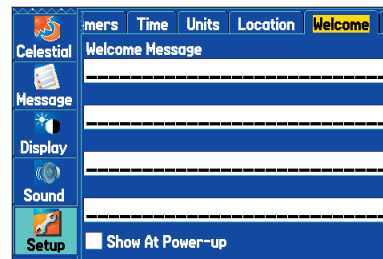 mers Time Units Location Welcome
Celestial
Welcome Message
Message
Display
Sound
Setup
Show At Power-up